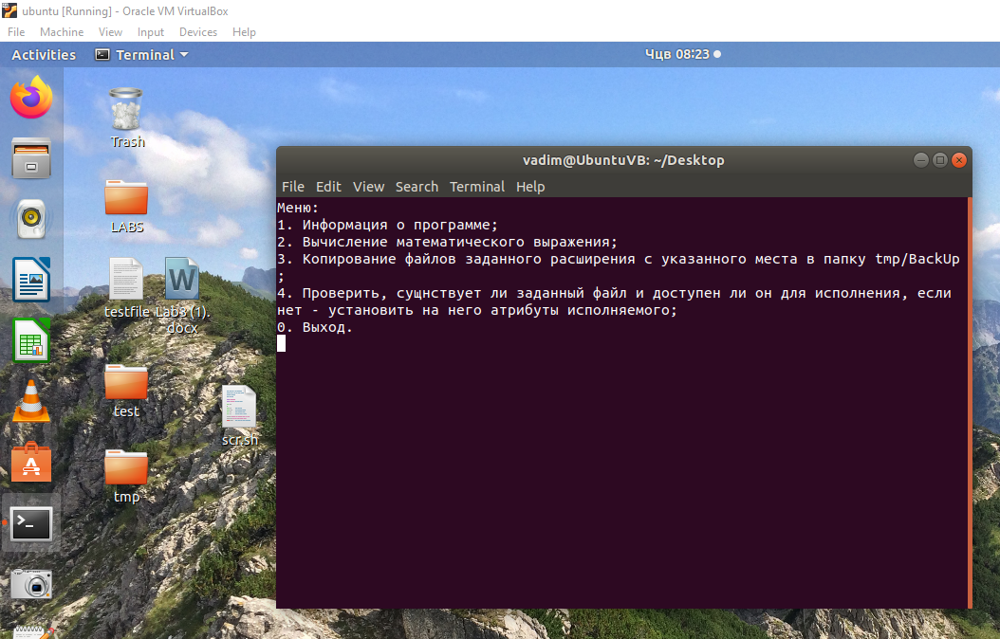 ubuntu [Running] - Oracle VM VirtualBox
File Machine View Input Devices Help
Activities Terminal Чцв 08:23
Trash
LABS
testfile Lab3 (1).
docx
test
scr.sh
tmp
vadim@UbuntuVB: ~/Desktop
File Edit View Search Terminal Help
Меню:
1. Информация о программе;
2. Вычисление математического выражения;
3. Копирование файлов заданного расширения с указанного места в папку tmp/BackUp
;
4. Проверить, сущнствует ли заданный файл и доступен ли он для исполнения, если
нет - установить на него атрибуты исполняемого;
0. Выход.